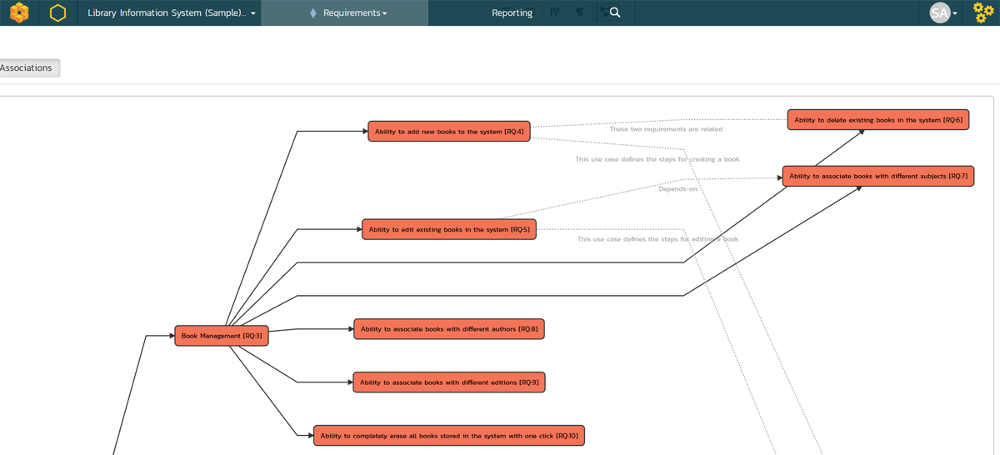 Library Information System (Sample)...
Requirements
Reporting
SA
Associations
Ability to delete existing books in the system [RQ:6]
Ability to add new books to the system [RQ:4]
These two requirements are related
This use case defines the steps for creating a book
Ability to associate books with different subjects [RQ:7]
Depends-on
Ability to edit existing books in the system [RQ:5]
This use case defines the steps for editing a book
Book Management [RQ:3]
Ability to associate books with different authors [RQ:8]
Ability to associate books with different editions [RQ:9]
Ability to completely erase all books stored in the system with one click [RQ:10]